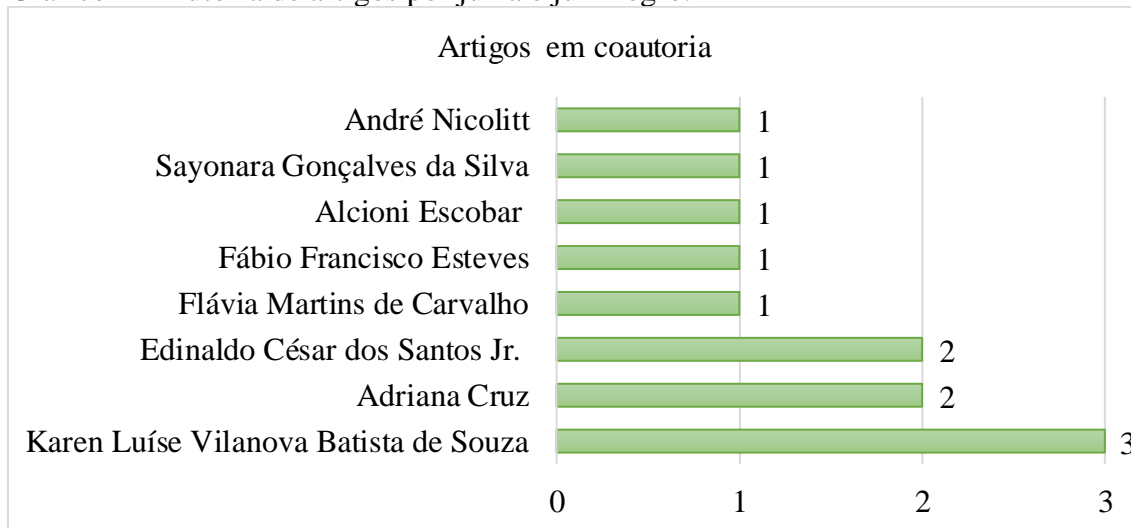 Artigos em coautoria
André Nicolitt 1
Sayonara Gonçalves da Silva 1
Alcioni Escobar 1
Fábio Francisco Esteves 1
Flávia Martins de Carvalho 1
Edinaldo César dos Santos Jr. 2
Adriana Cruz 2
Karen Luíse Vilanova Batista de Souza 3
0 1 2 3